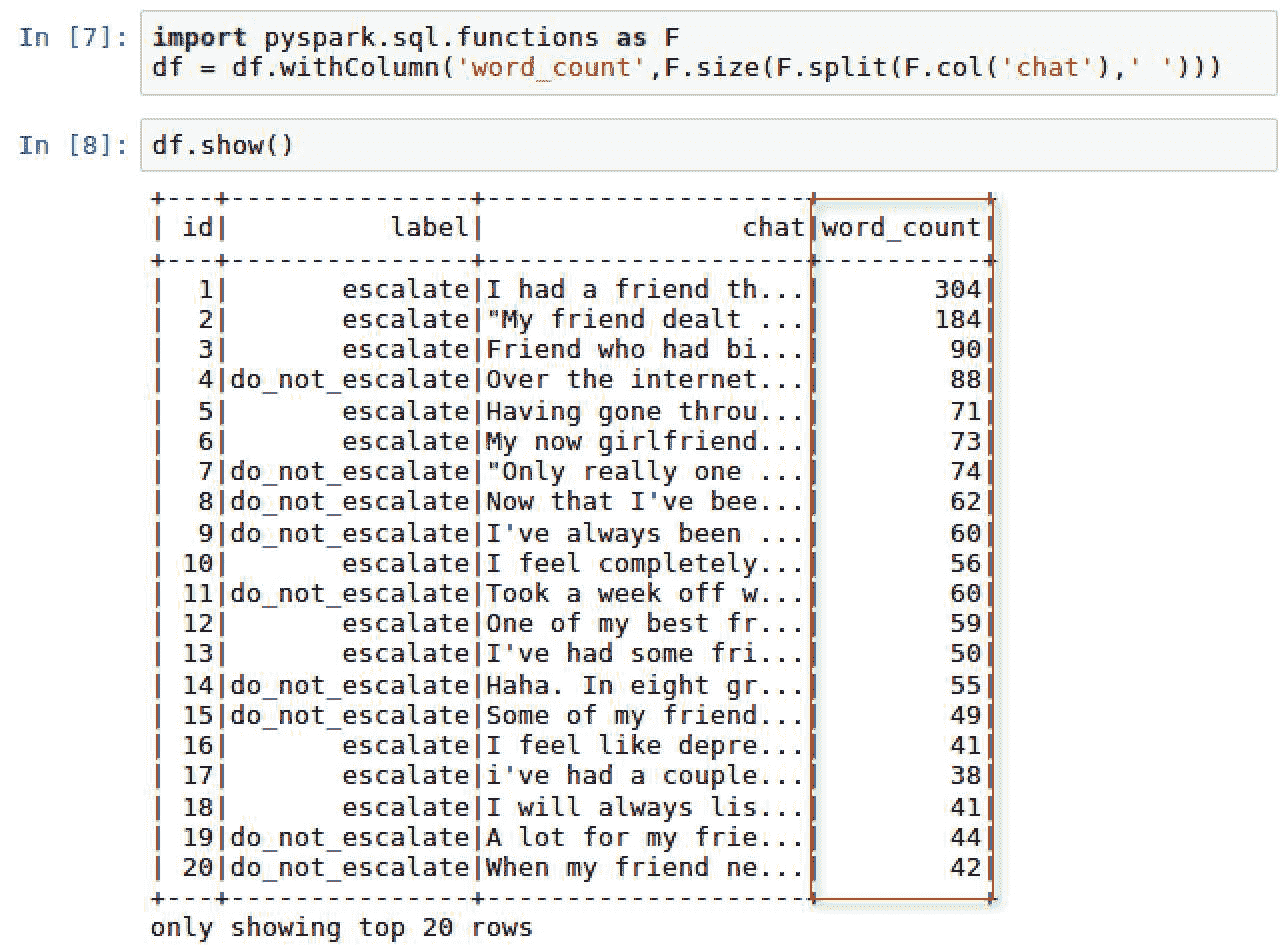 In [7]: import pyspark.sql.functions as F
df = df.withColumn('word_count',F.size(F.split(F.col('chat'),' ')))
In [8]: df.show()
+---+---------------+--------------------+----------+
| id|          label|                chat|word_count|
+---+---------------+--------------------+----------+
|  1|       escalate|I had a friend th...|       304|
|  2|       escalate|"My friend dealt ...|       184|
|  3|       escalate|Friend who had bi...|        90|
|  4|do_not_escalate|Over the internet...|        88|
|  5|       escalate|Having gone throu...|        71|
|  6|       escalate|My now girlfriend...|        73|
|  7|do_not_escalate|"Only really one ...|        74|
|  8|do_not_escalate|Now that I've bee...|        62|
|  9|do_not_escalate|I've always been ...|        60|
| 10|       escalate|I feel completely...|        56|
| 11|do_not_escalate|Took a week off w...|        60|
| 12|       escalate|One of my best fr...|        59|
| 13|       escalate|I've had some fri...|        50|
| 14|do_not_escalate|Haha. In eight gr...|        55|
| 15|do_not_escalate|Some of my friend...|        49|
| 16|       escalate|I feel like depre...|        41|
| 17|       escalate|i've had a couple...|        38|
| 18|       escalate|I will always lis...|        41|
| 19|do_not_escalate|A lot for my frie...|        44|
| 20|do_not_escalate|When my friend ne...|        42|
+---+---------------+--------------------+----------+
only showing top 20 rows